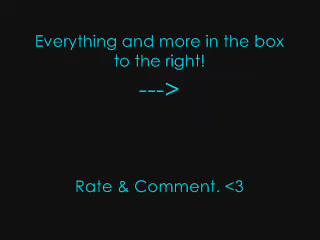 Everything and more in the box
to the right!
--->
Rate & Comment. <3